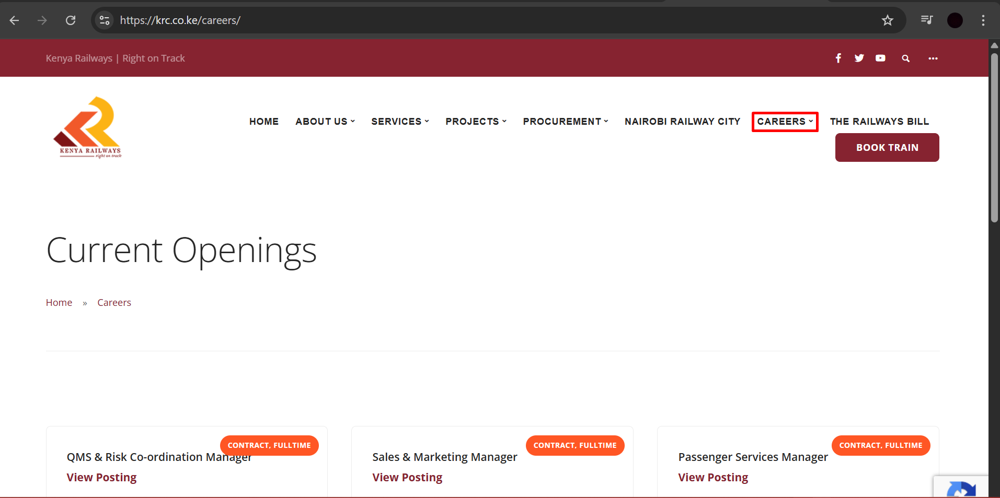 https://krc.co.ke/careers/
Kenya Railways | Right on Track
KENYA RAILWAYS
right on track
HOME ABOUT US SERVICES PROJECTS PROCUREMENT NAIROBI RAILWAY CITY CAREERS THE RAILWAYS BILL
BOOK TRAIN
Current Openings
Home » Careers
CONTRACT, FULLTIME
QMS & Risk Co-ordination Manager
View Posting
CONTRACT, FULLTIME
Sales & Marketing Manager
View Posting
CONTRACT, FULLTIME
Passenger Services Manager
View Posting